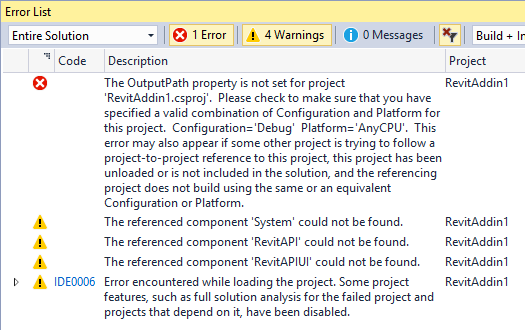 Error List
Entire Solution 1 Error 4 Warnings 0 Messages Build + In
Code Description Project
The OutputPath property is not set for project RevitAddin1
'RevitAddin1.csproj'.  Please check to make sure that you have
specified a valid combination of Configuration and Platform for
this project.  Configuration='Debug'  Platform='AnyCPU'.  This
error may also appear if some other project is trying to follow a
project-to-project reference to this project, this project has been
unloaded or is not included in the solution, and the referencing
project does not build using the same or an equivalent
Configuration or Platform.
The referenced component 'System' could not be found. RevitAddin1
The referenced component 'RevitAPI' could not be found. RevitAddin1
The referenced component 'RevitAPIUI' could not be found. RevitAddin1
IDE0006 Error encountered while loading the project. Some project RevitAddin1
features, such as full solution analysis for the failed project and
projects that depend on it, have been disabled.